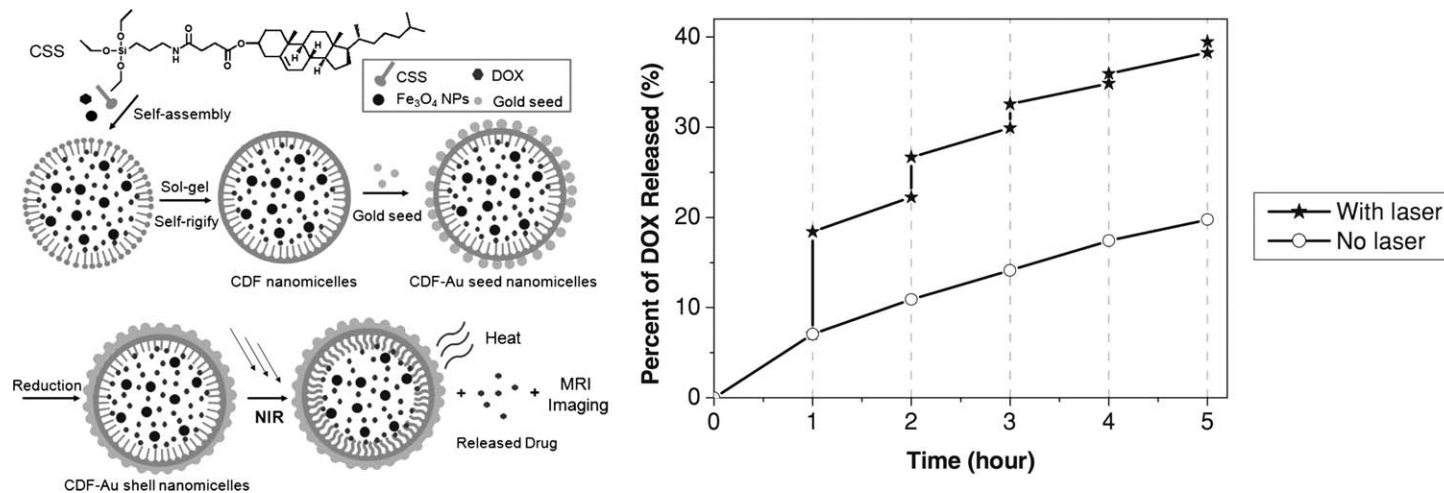 CSS
O
Si
O
O
N
H
O
O
O
H
H
H
CSS
DOX
Fe₃O₄ NPs
Gold seed
Self-assembly
Sol-gel
Self-rigify
Gold seed
CDF nanomicelles
CDF-Au seed nanomicelles
Reduction
NIR
Heat
+
+
MRI
Imaging
Released Drug
CDF-Au shell nanomicelles
Percent of DOX Released (%)
40
30
20
10
0
0
1
2
3
4
5
Time (hour)
With laser
No laser